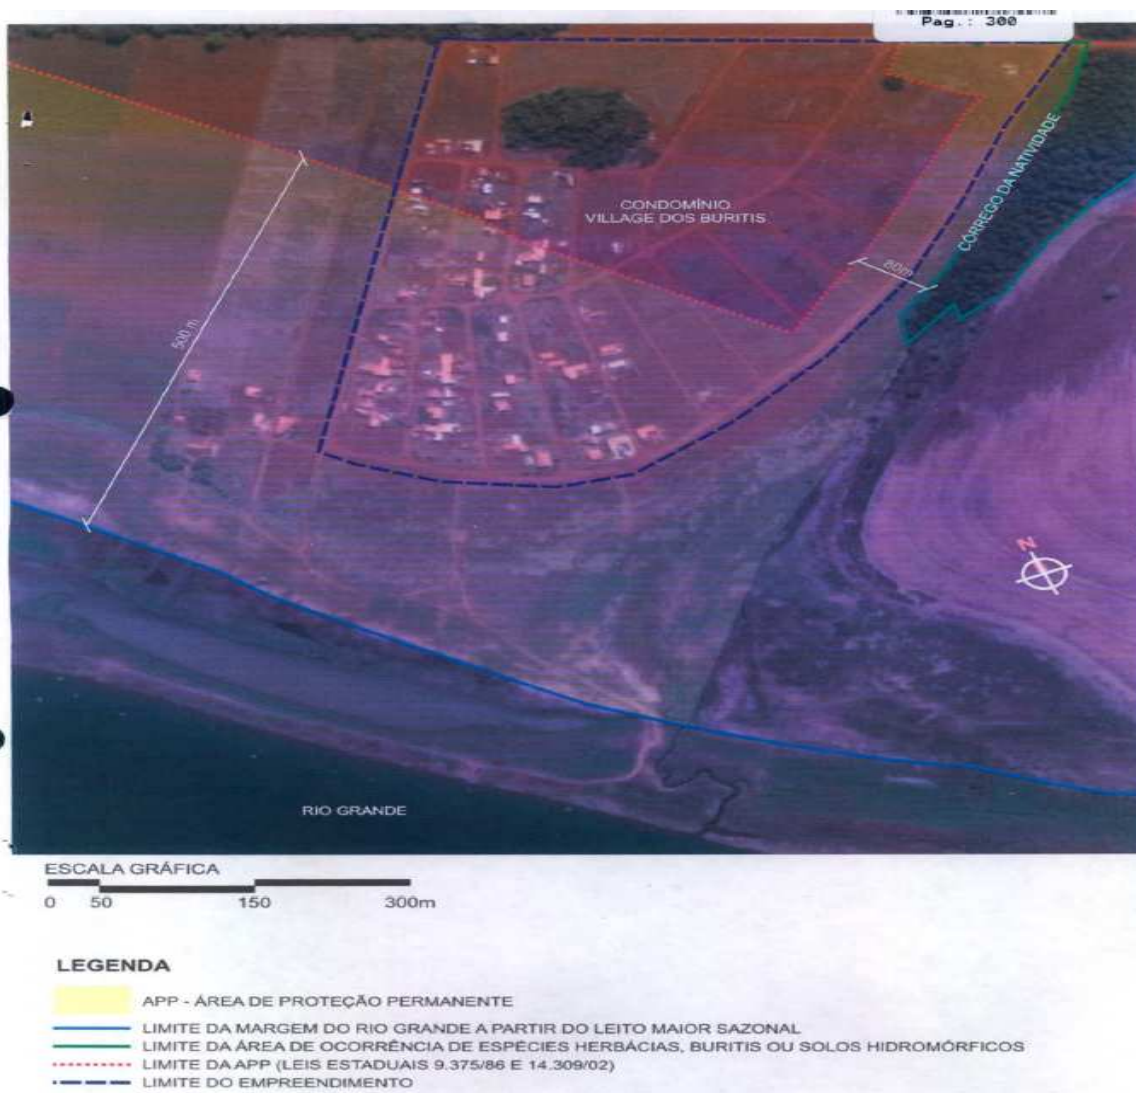 Pag.: 300
CÓRREGO DA NATIVIDADE
CONDOMÍNIO
VILLAGE DOS BURITIS
80m
500 m
N
RIO GRANDE
ESCALA GRÁFICA
0 50 150 300m
LEGENDA
APP - ÁREA DE PROTEÇÃO PERMANENTE
LIMITE DA MARGEM DO RIO GRANDE A PARTIR DO LEITO MAIOR SAZONAL
LIMITE DA ÁREA DE OCORRÊNCIA DE ESPÉCIES HERBÁCIAS, BURITIS OU SOLOS HIDROMÓRFICOS
LIMITE DA APP (LEIS ESTADUAIS 9.375/86 E 14.309/02)
LIMITE DO EMPREENDIMENTO